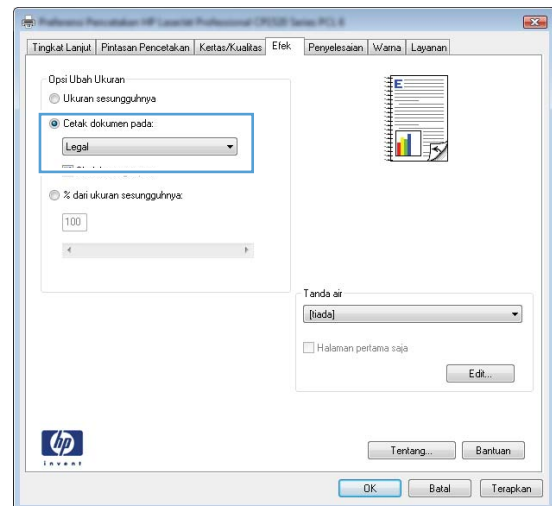 Tingkat Lanjut Pintasan Pencetakan Kertas/Kualitas Efek Penyelesaian Warna Layanan
Opsi Ubah Ukuran
Ukuran sesungguhnya
Cetak dokumen pada:
Legal
% dari ukuran sesungguhnya:
100
E
Tanda air
[tiada]
Halaman pertama saja
Edit...
hp
invent
Tentang... Bantuan
OK Batal Terapkan